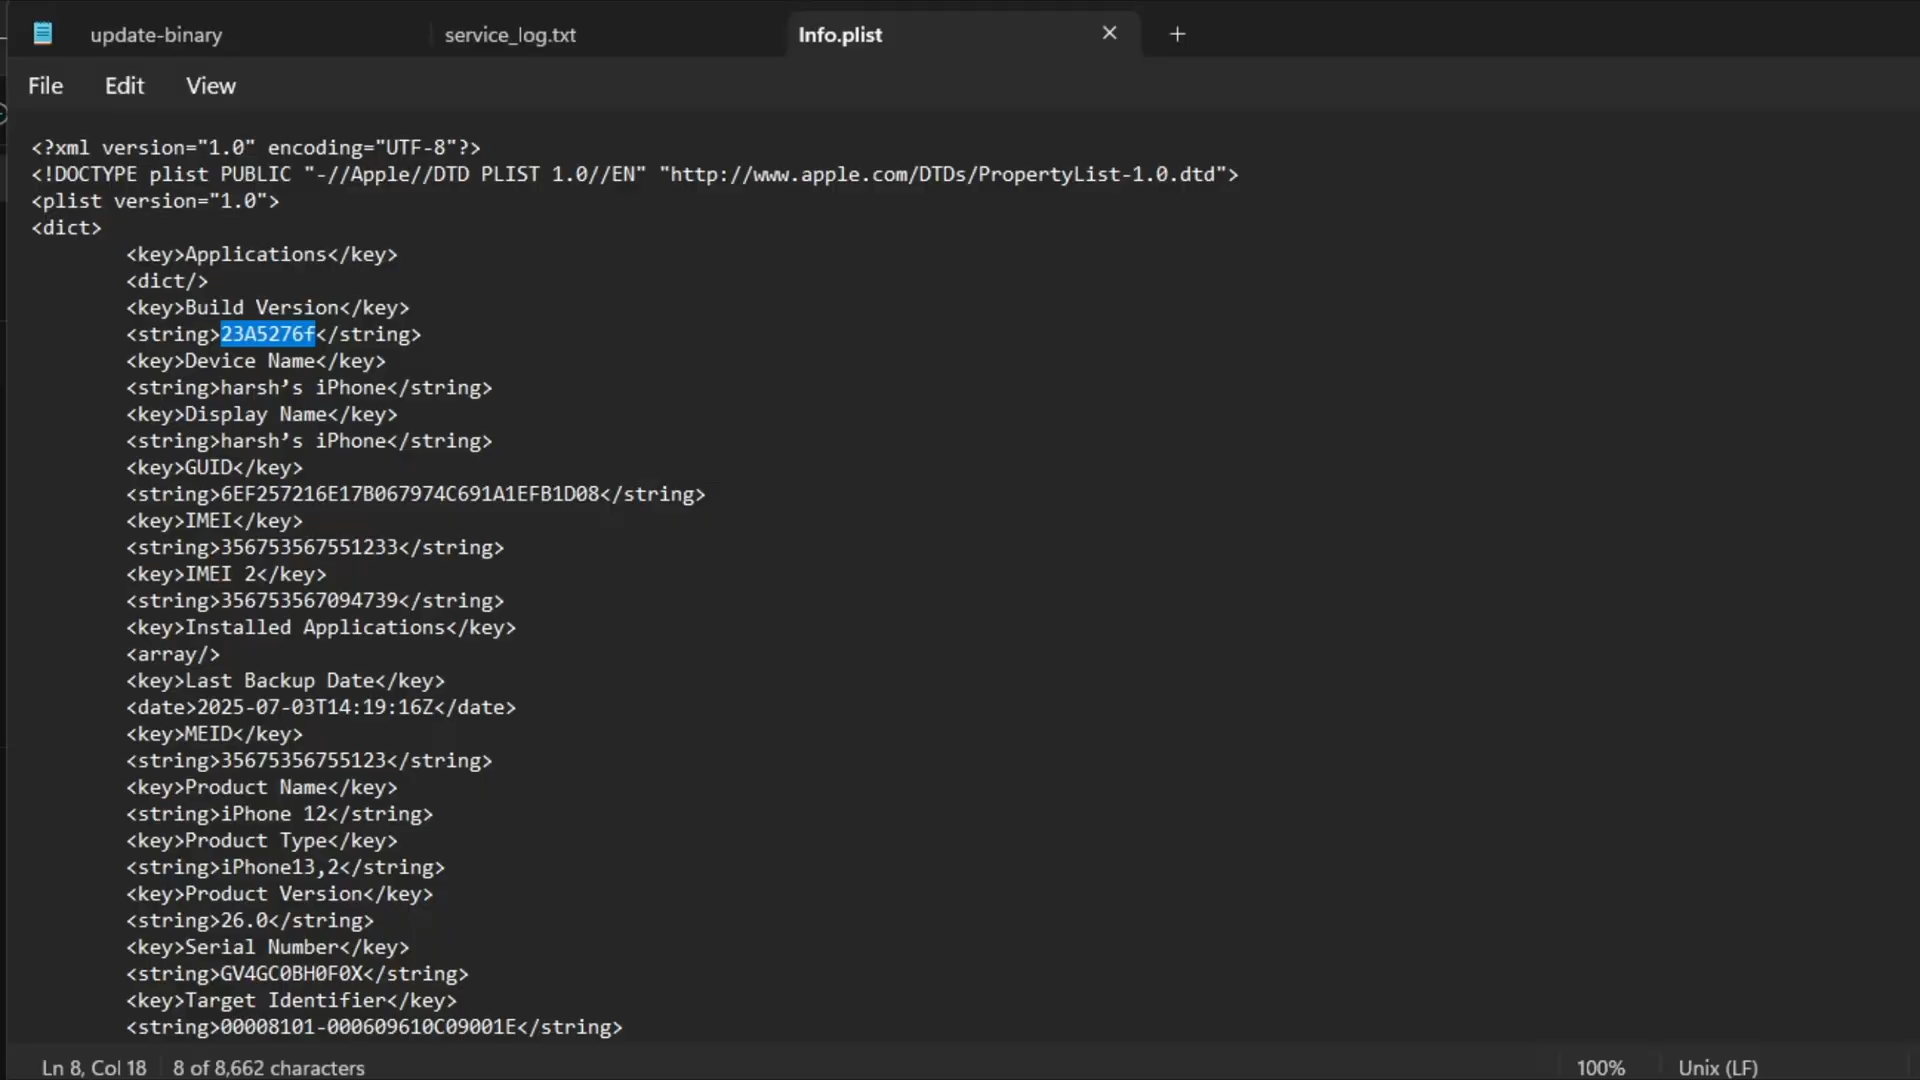 update-binary
service_log.txt
Info.plist
File
Edit
View
<?xml version="1.0" encoding="UTF-8"?>
<!DOCTYPE plist PUBLIC "-//Apple//DTD PLIST 1.0//EN" "http://www.apple.com/DTDs/PropertyList-1.0.dtd">
<plist version="1.0">
<dict>
<key>Applications</key>
<dict/>
<key>Build Version</key>
<string>23A5276f</string>
<key>Device Name</key>
<string>harsh’s iPhone</string>
<key>Display Name</key>
<string>harsh’s iPhone</string>
<key>GUID</key>
<string>6EF257216E17B067974C691A1EFB1D08</string>
<key>IMEI</key>
<string>356753567551233</string>
<key>IMEI 2</key>
<string>356753567094739</string>
<key>Installed Applications</key>
<array/>
<key>Last Backup Date</key>
<date>2025-07-03T14:19:16Z</date>
<key>MEID</key>
<string>35675356755123</string>
<key>Product Name</key>
<string>iPhone 12</string>
<key>Product Type</key>
<string>iPhone13,2</string>
<key>Product Version</key>
<string>26.0</string>
<key>Serial Number</key>
<string>GV4GC0BH0F0X</string>
<key>Target Identifier</key>
<string>00008101-000609610C09001E</string>
Ln 8, Col 18
8 of 8,662 characters
100%
Unix (LF)